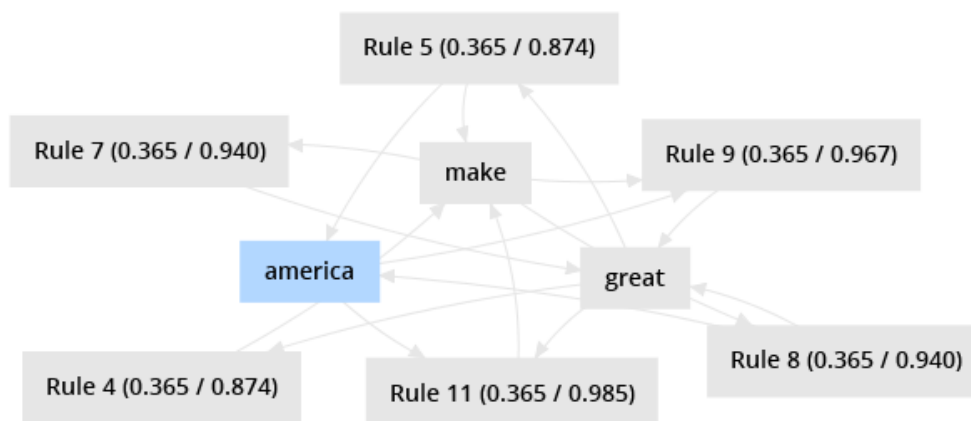 Rule 5 (0.365 / 0.874)
Rule 7 (0.365 / 0.940)
make
Rule 9 (0.365 / 0.967)
america
great
Rule 4 (0.365 / 0.874)
Rule 11 (0.365 / 0.985)
Rule 8 (0.365 / 0.940)